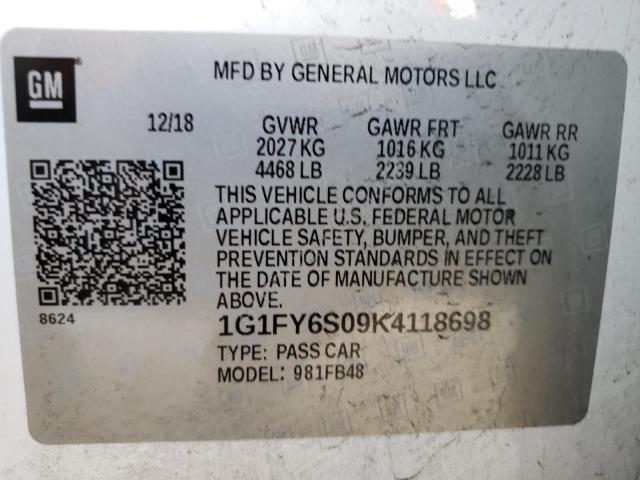 GM
MFD BY GENERAL MOTORS LLC
12/18 GVWR GAWR FRT GAWR RR
2027 KG 1016 KG 1011 KG
4468 LB 2239 LB 2228 LB
THIS VEHICLE CONFORMS TO ALL
APPLICABLE U.S. FEDERAL MOTOR
VEHICLE SAFETY, BUMPER, AND THEFT
PREVENTION STANDARDS IN EFFECT ON
THE DATE OF MANUFACTURE SHOWN
ABOVE.
8624
1G1FY6S09K4118698
TYPE: PASS CAR
MODEL: 981FB48